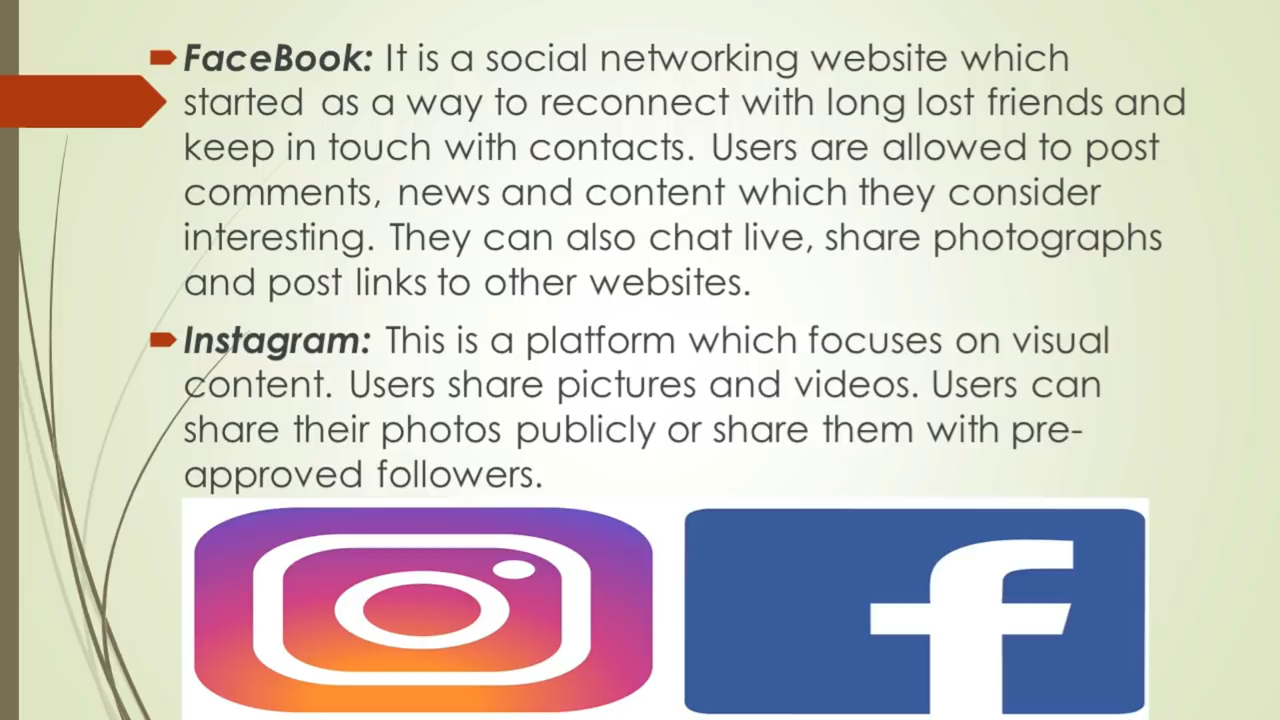 FaceBook: It is a social networking website which
started as a way to reconnect with long lost friends and
keep in touch with contacts. Users are allowed to post
comments, news and content which they consider
interesting. They can also chat live, share photographs
and post links to other websites.
Instagram: This is a platform which focuses on visual
content. Users share pictures and videos. Users can
share their photos publicly or share them with pre-
approved followers.